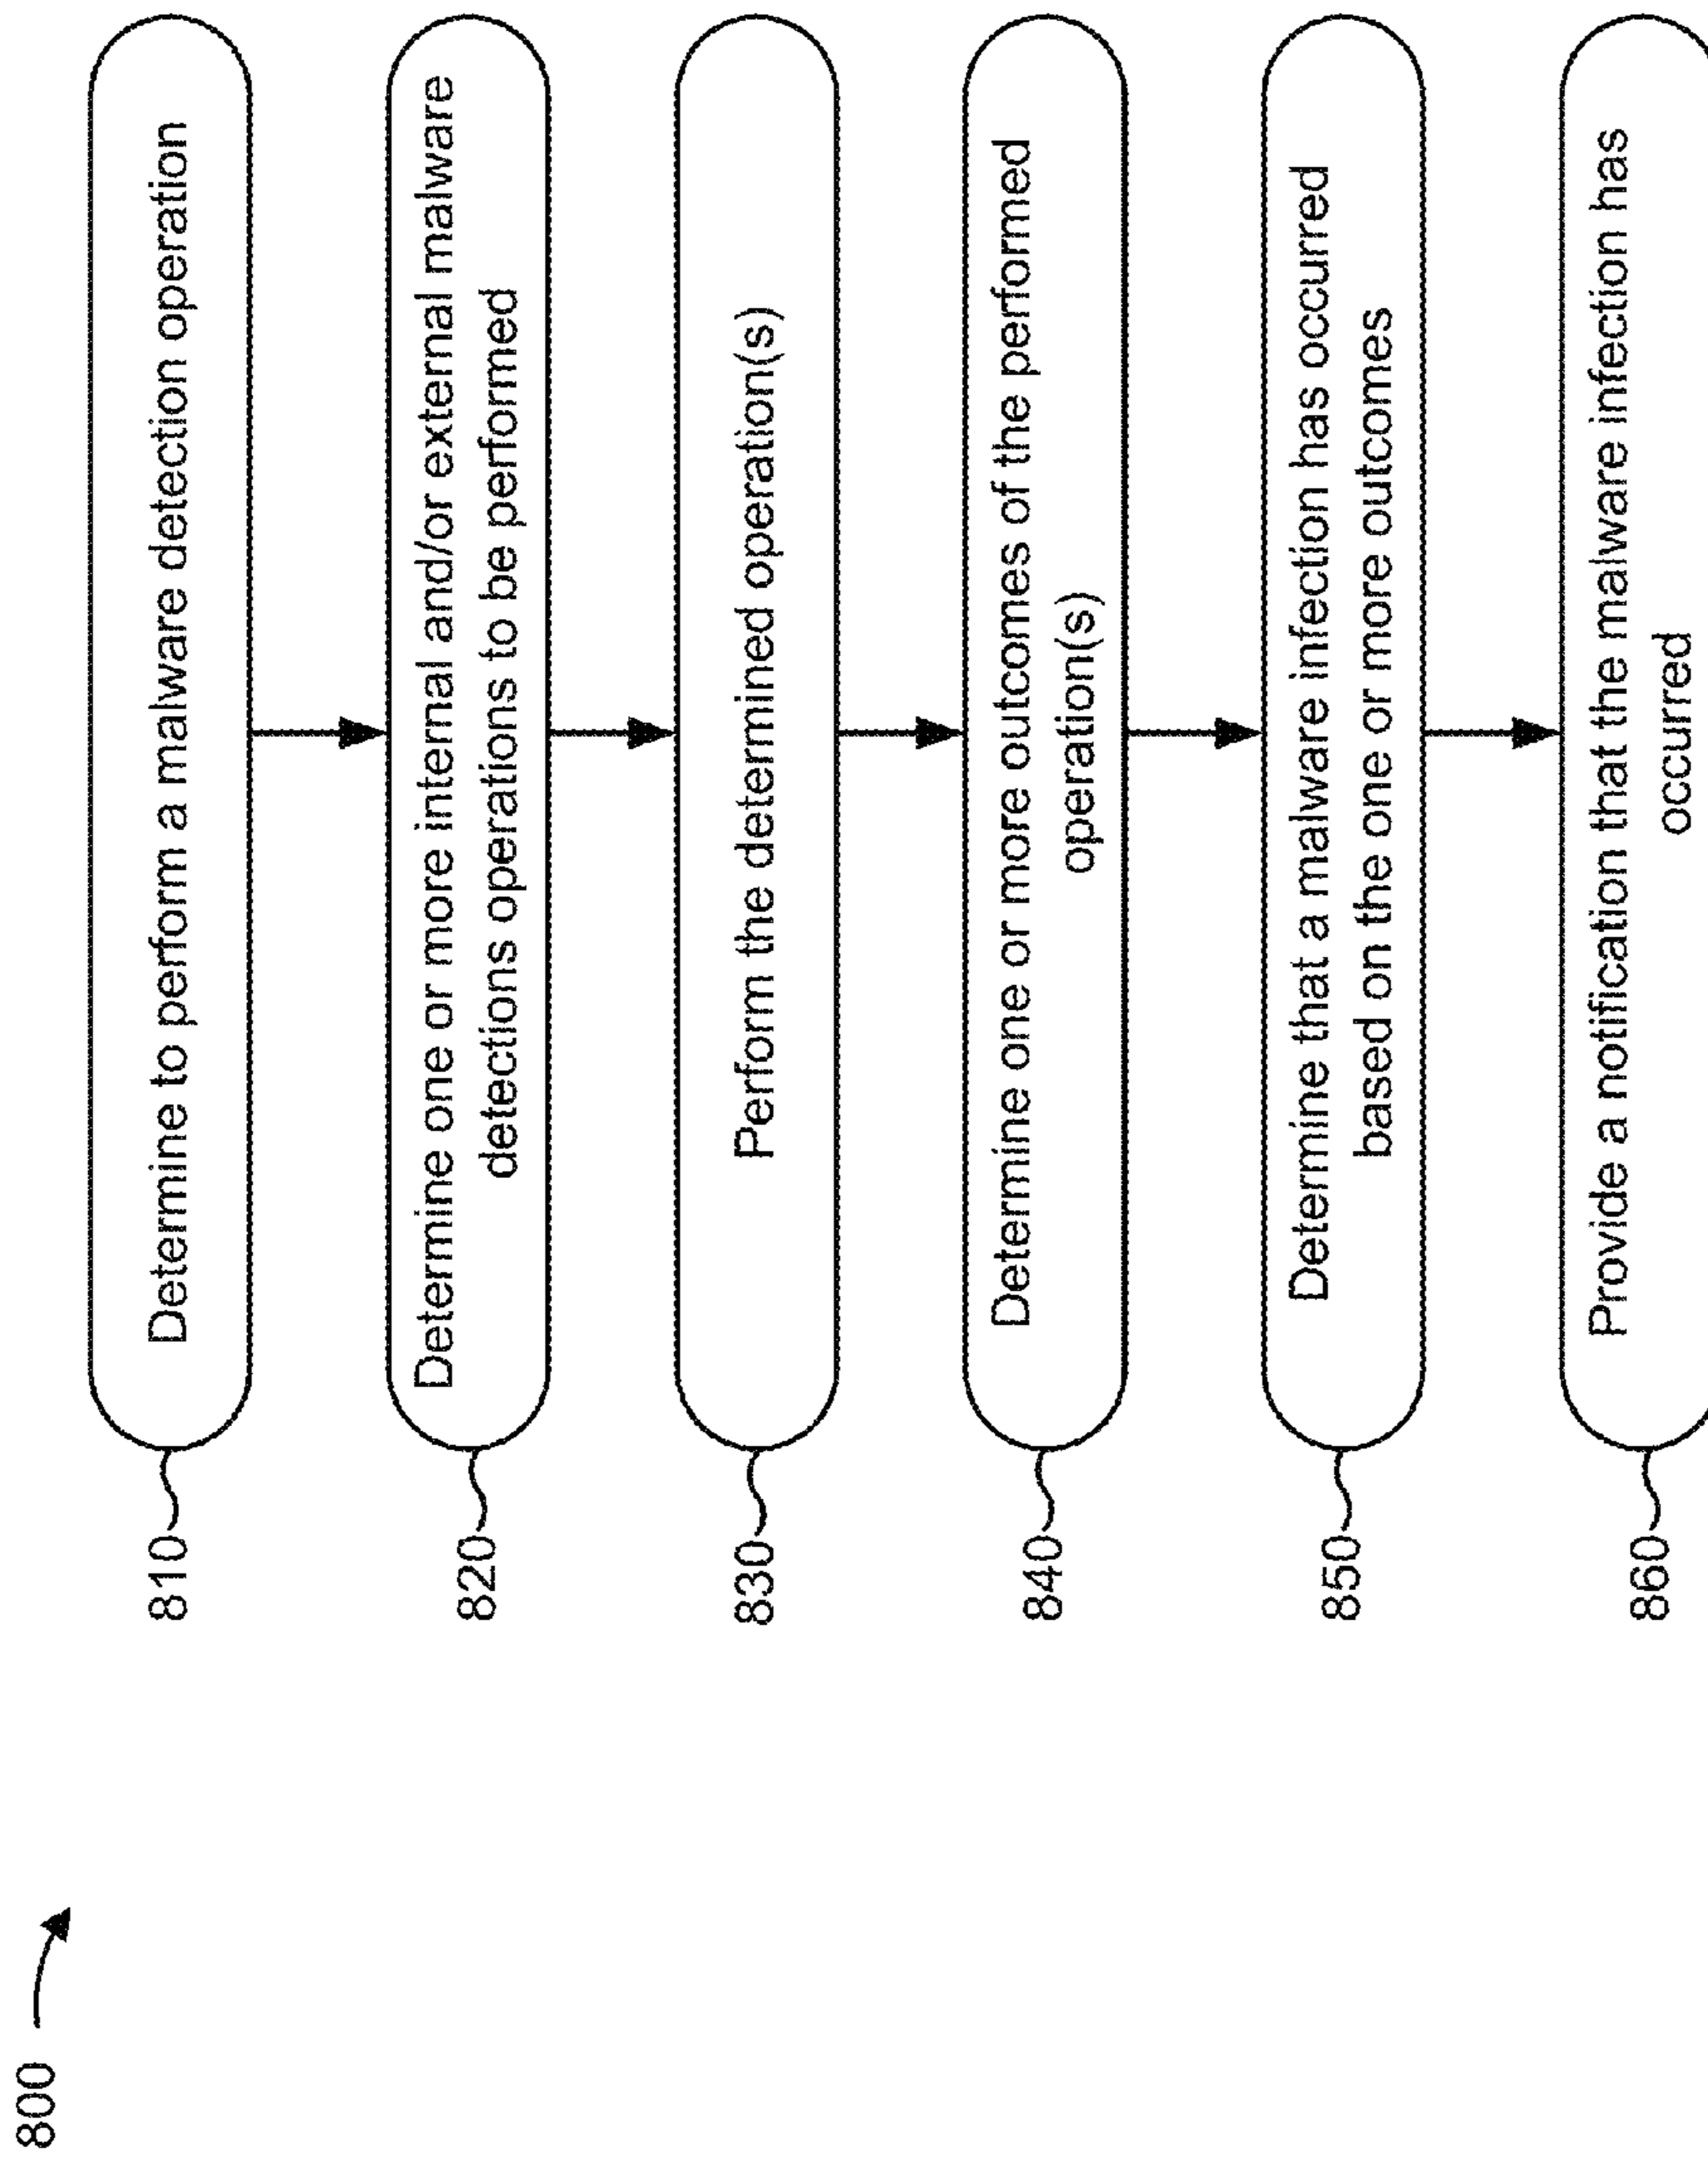 800
810
Determine to perform a malware detection operation
820
Determine one or more internal and/or external malware
detections operations to be performed
830
Perform the determined operation(s)
840
Determine one or more outcomes of the performed
operation(s)
850
Determine that a malware infection has occurred
based on the one or more outcomes
860
Provide a notification that the malware infection has
occurred